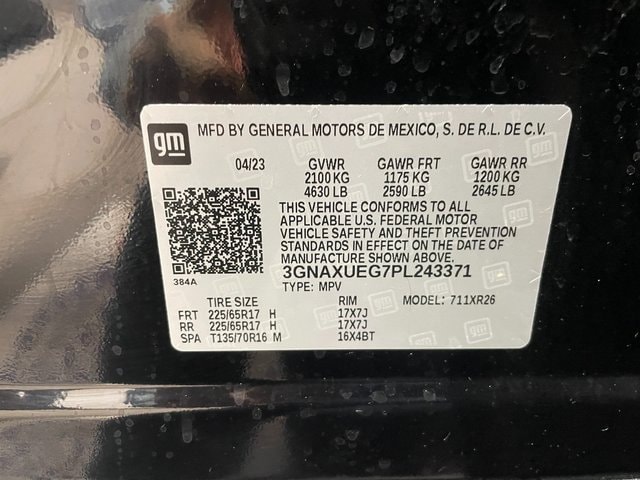 gm
MFD BY GENERAL MOTORS DE MEXICO, S. DE R.L. DE C.V.
04/23 GVWR GAWR FRT GAWR RR
2100 KG 1175 KG 1200 KG
4630 LB 2590 LB 2645 LB
THIS VEHICLE CONFORMS TO ALL
APPLICABLE U.S. FEDERAL MOTOR
VEHICLE SAFETY AND THEFT PREVENTION
STANDARDS IN EFFECT ON THE DATE OF
MANUFACTURE SHOWN ABOVE.
3GNAXUEG7PL243371
384A
TYPE: MPV MODEL: 711XR26
TIRE SIZE RIM
FRT 225/65R17 H 17X7J
RR 225/65R17 H 17X7J
SPA T135/70R16 M 16X4BT